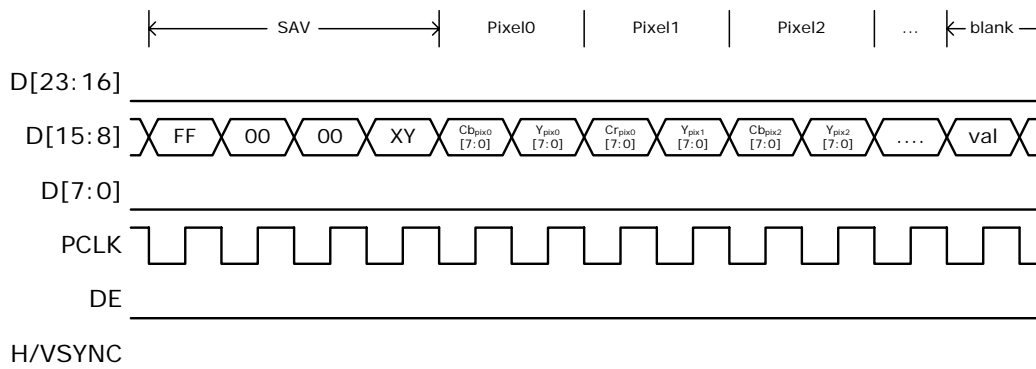 SAV Pixel0 Pixel1 Pixel2 ... blank
D[23:16]
D[15:8] FF 00 00 XY Cbpix0 [7:0] Ypix0 [7:0] Crpix0 [7:0] Ypix1 [7:0] Cbpix2 [7:0] Ypix2 [7:0] .... val
D[7:0]
PCLK
DE
H/VSYNC